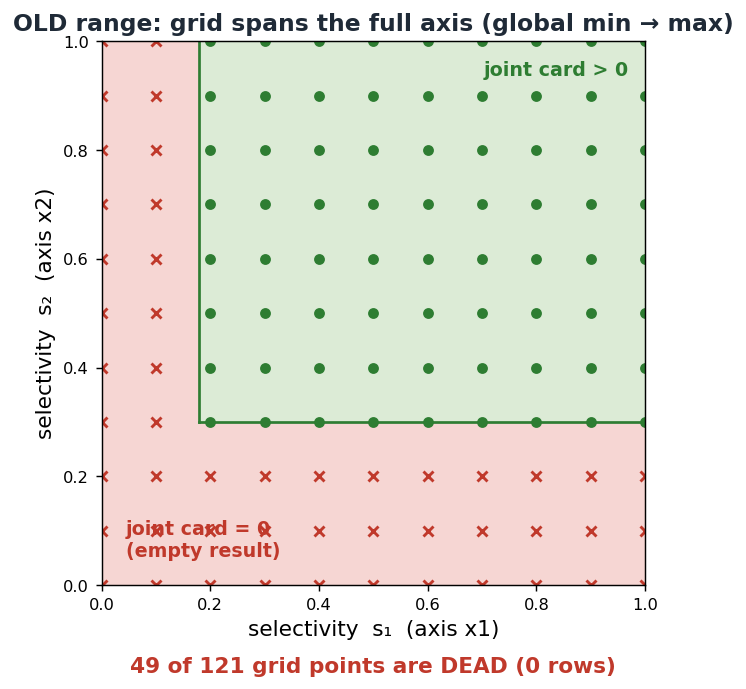 OLD range: grid spans the full axis (global min → max)
1.0
0.8
0.6
0.4
0.2
0.0
selectivity s₂ (axis x2)
joint card > 0
joint card = 0
(empty result)
0.0 0.2 0.4 0.6 0.8 1.0
selectivity s₁ (axis x1)
49 of 121 grid points are DEAD (0 rows)